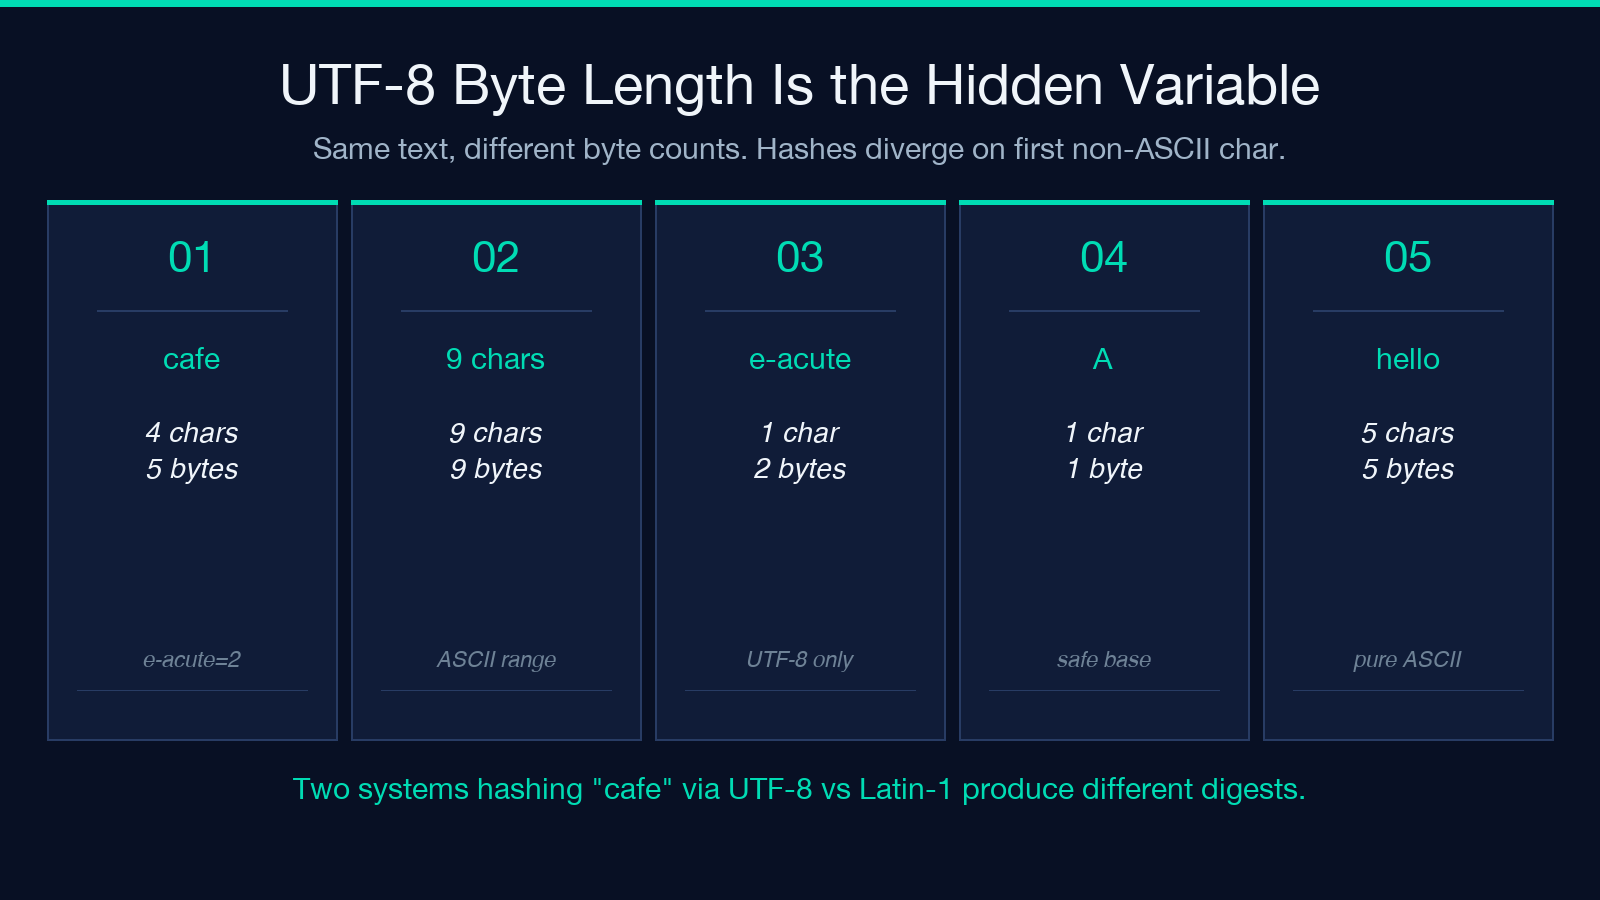 UTF-8 Byte Length Is the Hidden Variable
Same text, different byte counts. Hashes diverge on first non-ASCII char.
01
cafe
4 chars
5 bytes
e-acute=2
02
9 chars
9 chars
9 bytes
ASCII range
03
e-acute
1 char
2 bytes
UTF-8 only
04
A
1 char
1 byte
safe base
05
hello
5 chars
5 bytes
pure ASCII
Two systems hashing "cafe" via UTF-8 vs Latin-1 produce different digests.